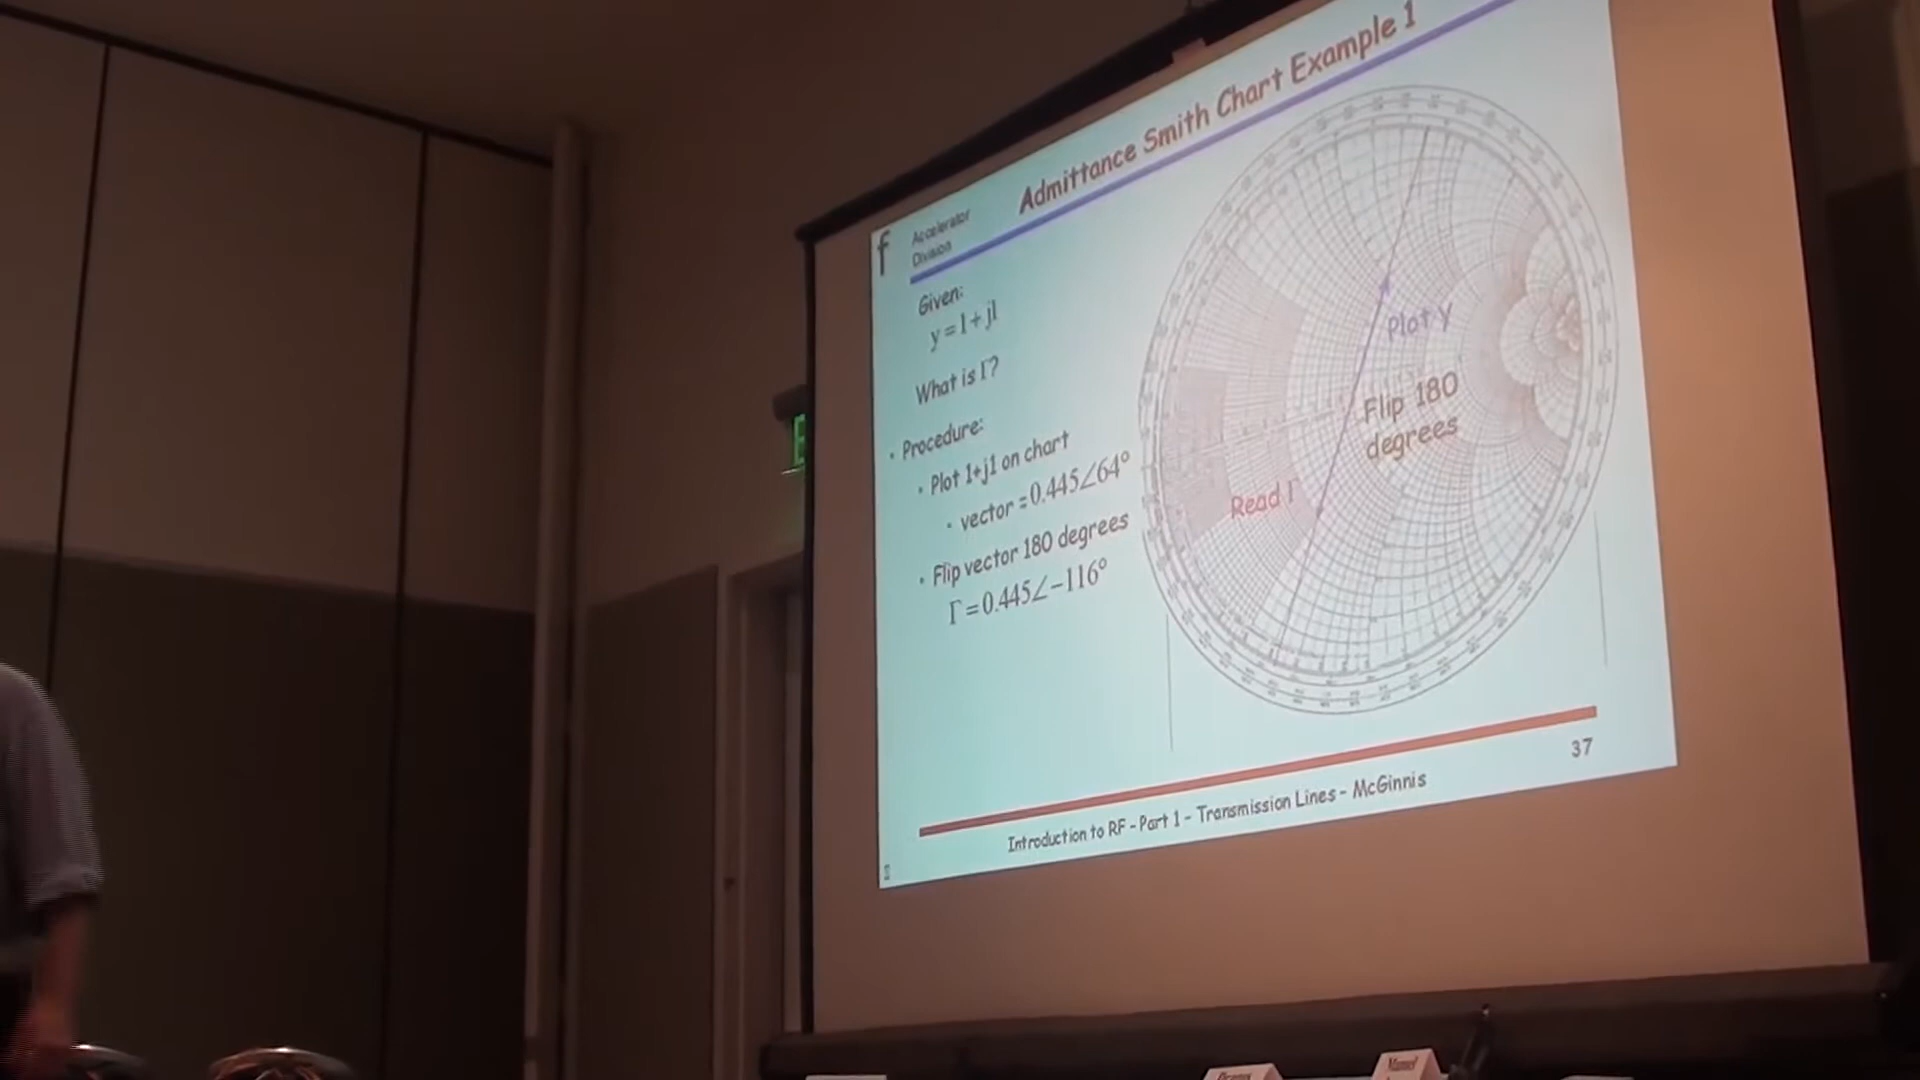 Admittance Smith Chart Example 1
f
Accelerator
Division
Given:
y = 1 + j1
What is Γ?
• Procedure:
• Plot 1+j1 on chart
• vector = 0.445∠64°
• Flip vector 180 degrees
Γ = 0.445∠−116°
Plot y
Flip 180
degrees
Read Γ
37
Introduction to RF - Part 1 - Transmission Lines - McGinnis
E
Manuel